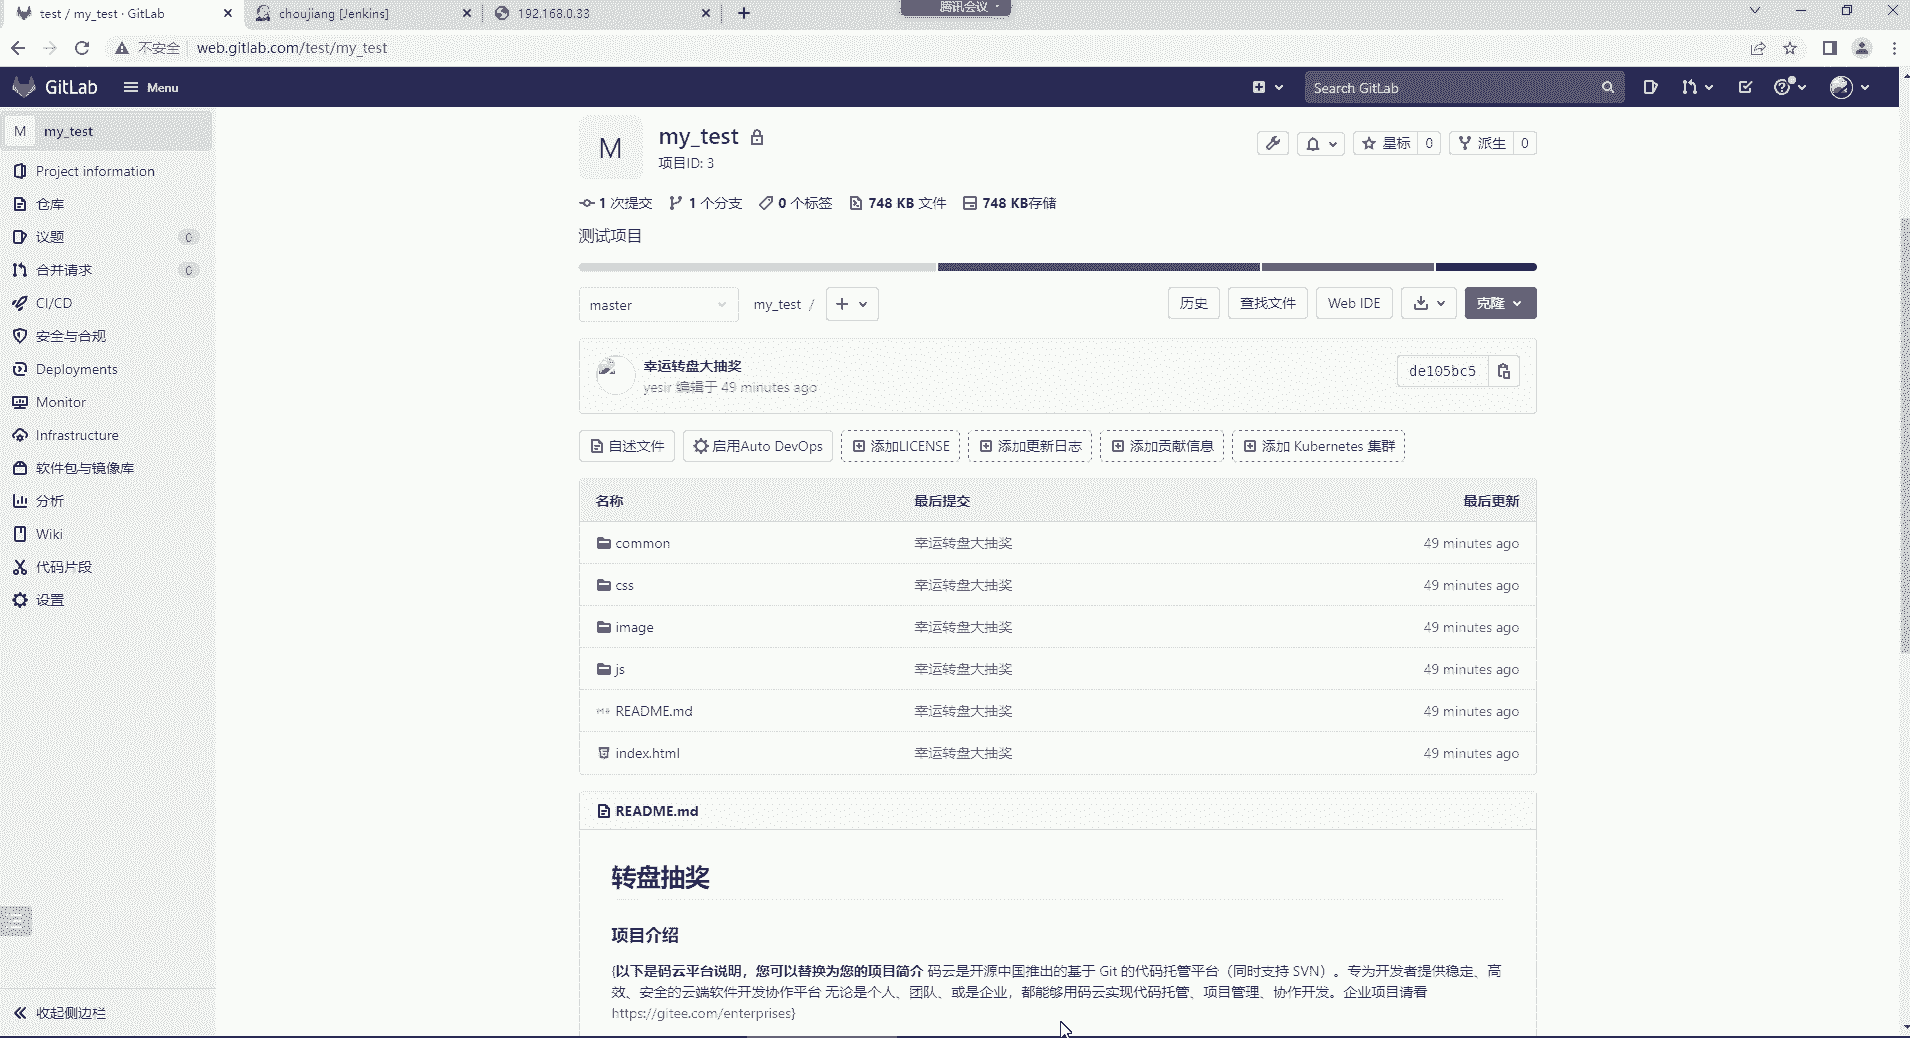 test / my_test · GitLab
choujiang [Jenkins]
192.168.0.33
腾讯会议
不安全
web.gitlab.com/test/my_test
GitLab
Menu
Search GitLab
M
my_test
Project information
仓库
议题
0
合并请求
0
CI/CD
安全与合规
Deployments
Monitor
Infrastructure
软件包与镜像库
分析
Wiki
代码片段
设置
收起侧边栏
M
my_test
项目ID: 3
星标
0
派生
0
1 次提交
1 个分支
0 个标签
748 KB 文件
748 KB存储
测试项目
master
my_test /
历史
查找文件
Web IDE
克隆
幸运转盘大抽奖
yesir 编辑于 49 minutes ago
de105bc5
自述文件
启用Auto DevOps
添加LICENSE
添加更新日志
添加贡献信息
添加 Kubernetes 集群
名称 最后提交 最后更新
common 幸运转盘大抽奖 49 minutes ago
css 幸运转盘大抽奖 49 minutes ago
image 幸运转盘大抽奖 49 minutes ago
js 幸运转盘大抽奖 49 minutes ago
README.md 幸运转盘大抽奖 49 minutes ago
index.html 幸运转盘大抽奖 49 minutes ago
README.md
转盘抽奖
项目介绍
{以下是码云平台说明，您可以替换为您的项目简介 码云是开源中国推出的基于 Git 的代码托管平台（同时支持 SVN）。专为开发者提供稳定、高
效、安全的云端软件开发协作平台 无论是个人、团队、或是企业，都能够用码云实现代码托管、项目管理、协作开发。企业项目请看
https://gitee.com/enterprises}